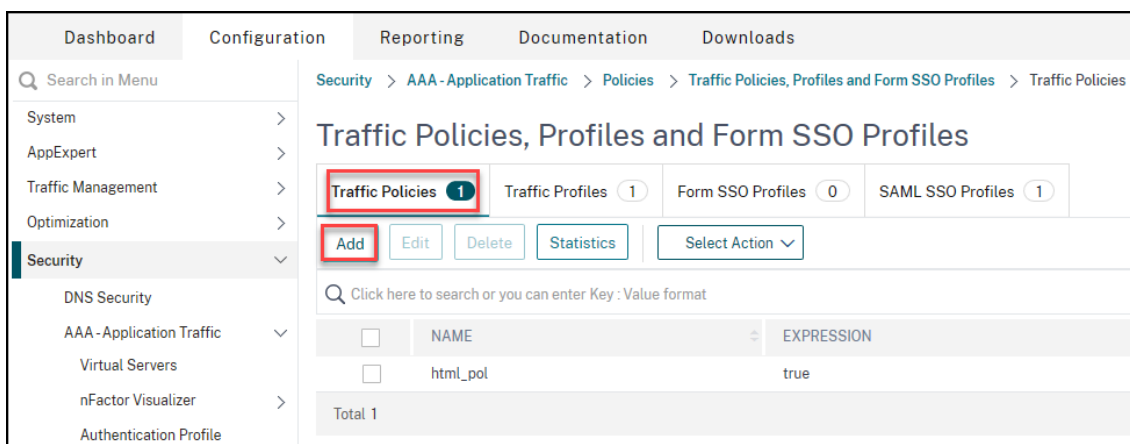 Dashboard Configuration Reporting Documentation Downloads
Search in Menu
Security > AAA - Application Traffic > Policies > Traffic Policies, Profiles and Form SSO Profiles > Traffic Policies
System
AppExpert
Traffic Management
Optimization
Security
DNS Security
AAA - Application Traffic
Virtual Servers
nFactor Visualizer
Authentication Profile
Traffic Policies, Profiles and Form SSO Profiles
Traffic Policies 1 Traffic Profiles 1 Form SSO Profiles 0 SAML SSO Profiles 1
Add Edit Delete Statistics Select Action
Click here to search or you can enter Key : Value format
NAME EXPRESSION
html_pol true
Total 1